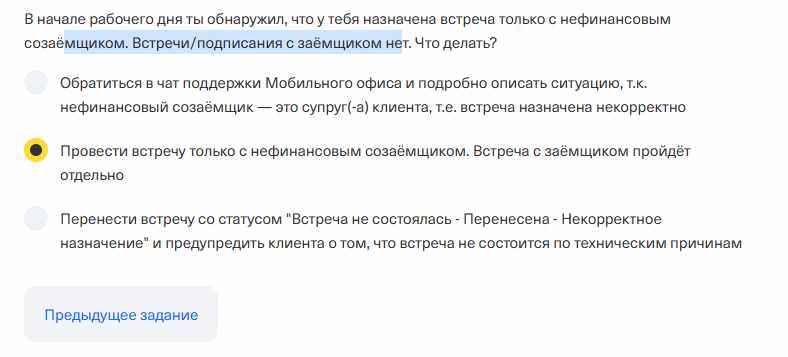 В начале рабочего дня ты обнаружил, что у тебя назначена встреча только с нефинансовым
созаёмщиком. Встречи/подписания с заёмщиком нет. Что делать?
Обратиться в чат поддержки Мобильного офиса и подробно описать ситуацию, т.к.
нефинансовый созаёмщик — это супруг(-а) клиента, т.е. встреча назначена некорректно
Провести встречу только с нефинансовым созаёмщиком. Встреча с заёмщиком пройдёт
отдельно
Перенести встречу со статусом "Встреча не состоялась - Перенесена - Некорректное
назначение" и предупредить клиента о том, что встреча не состоится по техническим причинам
Предыдущее задание